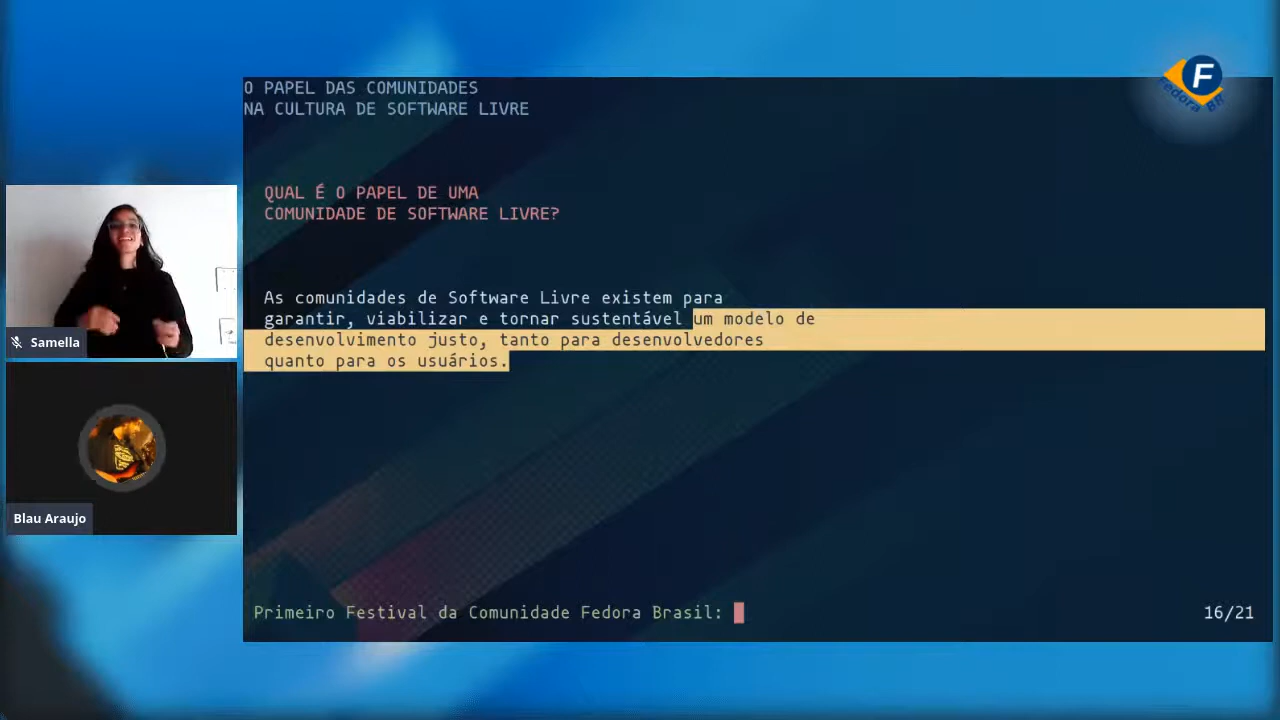 O PAPEL DAS COMUNIDADES
NA CULTURA DE SOFTWARE LIVRE
F
Fedora BR
QUAL É O PAPEL DE UMA
COMUNIDADE DE SOFTWARE LIVRE?
As comunidades de Software Livre existem para
garantir, viabilizar e tornar sustentável um modelo de
desenvolvimento justo, tanto para desenvolvedores
quanto para os usuários.
Samella
Blau Araujo
Primeiro Festival da Comunidade Fedora Brasil:
16/21